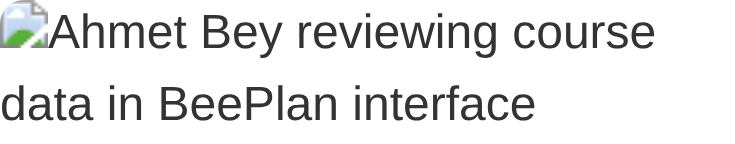 Ahmet Bey reviewing course
data in BeePlan interface